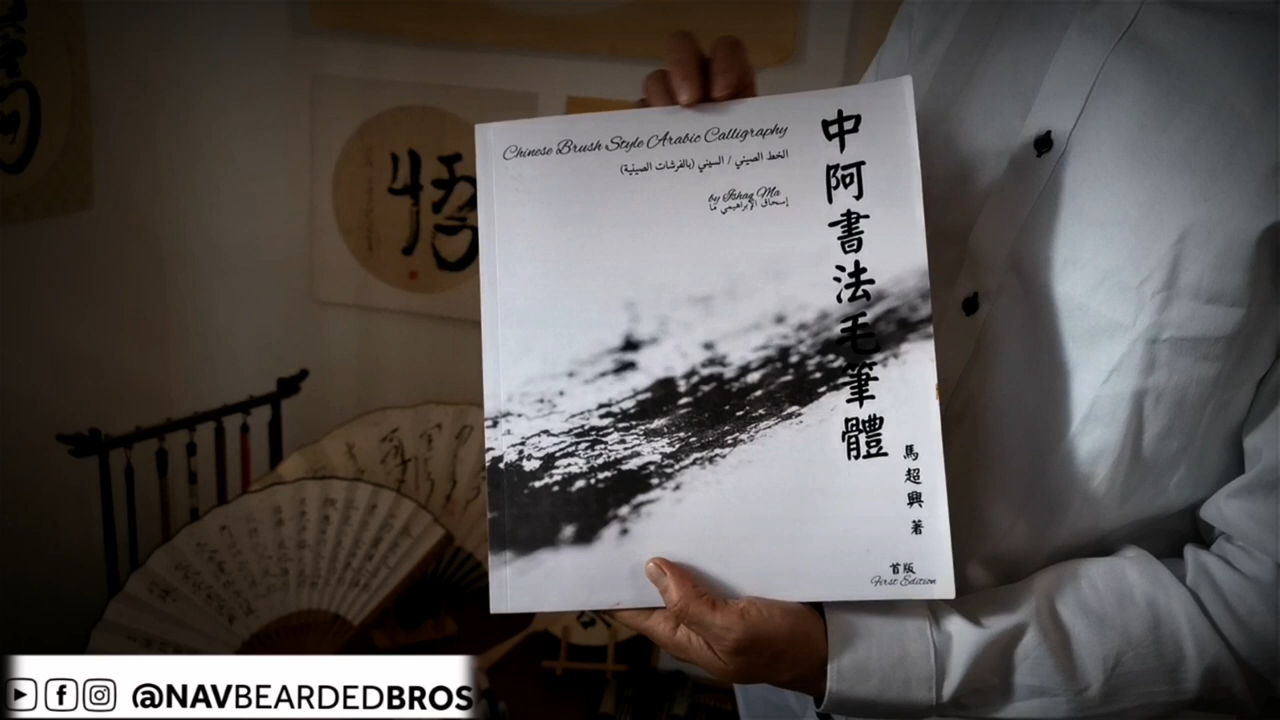 Chinese Brush Style Arabic Calligraphy
الخط الصيني / السيني (بالفرشات الصينية)
by Ishaq Ma
إسحاق الإبراهيمي ما
中阿書法毛筆體
馬超興 著
首版
First Edition
悟
@NAVBEARDEDBROS